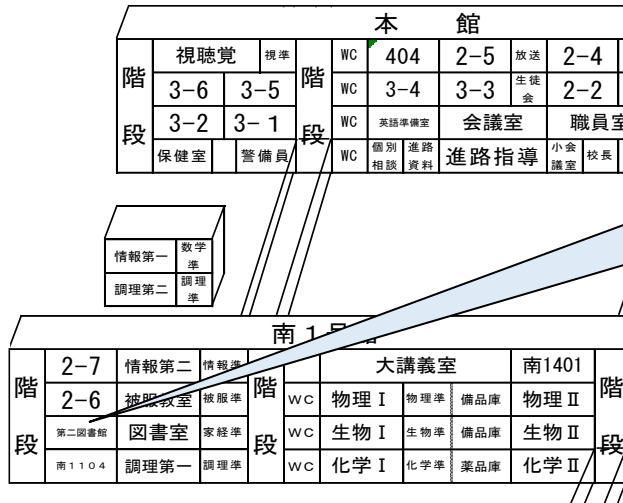 本 館
階 段
視聴覚 視準
階 段
WC 404 2-5 放送 2-4
3-6 3-5
WC 3-4 3-3 生徒会 2-2
3-2 3-1
WC 英語準備室 会議室 職員室
保健室 警備員
WC 個別相談 進路資料 進路指導 小会議室 校長
情報第一 数学準
調理第二 調理準
南1号館
階 段
2-7 情報第二 情報準
階 段
大講義室 南1401
階 段
2-6 被服教室 被服準
WC 物理Ⅰ 物理準 備品庫 物理Ⅱ
第二図書館 図書室 家経準
WC 生物Ⅰ 生物準 備品庫 生物Ⅱ
南1104 調理第一 調理準
WC 化学Ⅰ 化学準 薬品庫 化学Ⅱ